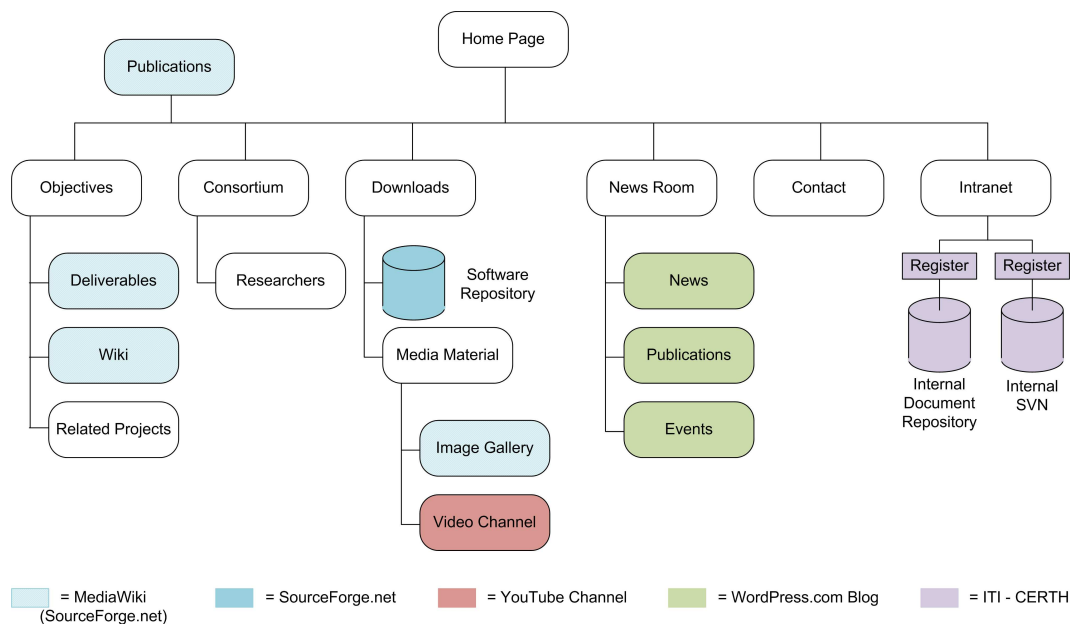 Home Page
Publications
Objectives
Consortium
Downloads
News Room
Contact
Intranet
Deliverables
Researchers
Software
Repository
News
Register
Register
Wiki
Media Material
Publications
Internal
Document
Repository
Internal
SVN
Related Projects
Image Gallery
Events
Video Channel
= MediaWiki
(SourceForge.net)
= SourceForge.net
= YouTube Channel
= WordPress.com Blog
= ITI - CERTH